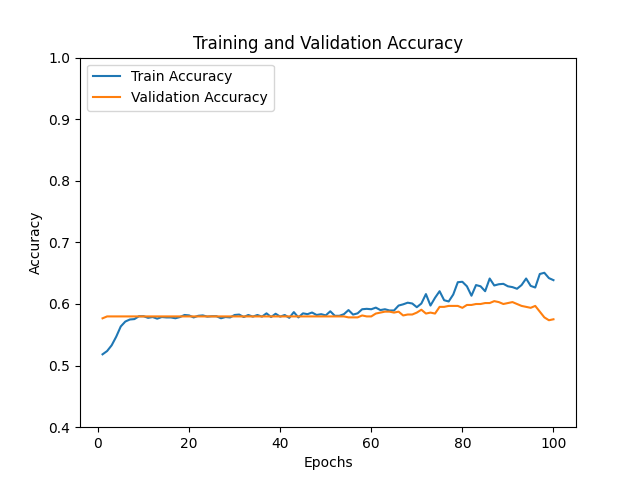 Training and Validation Accuracy
Train Accuracy
Validation Accuracy
1.0
0.9
0.8
0.7
0.6
0.5
0.4
Accuracy
0 20 40 60 80 100
Epochs